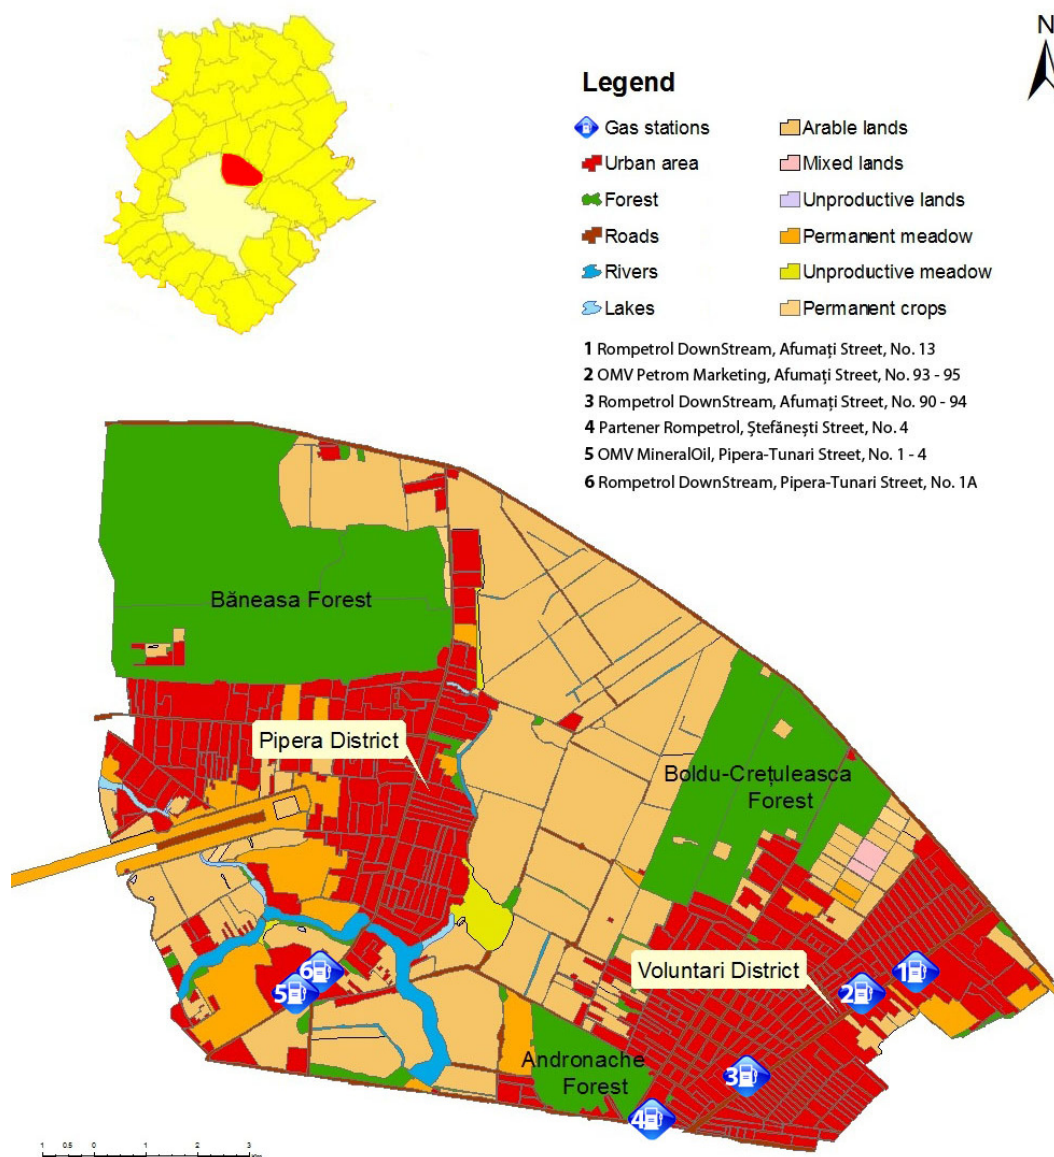 N
Legend
Gas stations
Urban area
Forest
Roads
Rivers
Lakes
Arable lands
Mixed lands
Unproductive lands
Permanent meadow
Unproductive meadow
Permanent crops
1 Rompetrol DownStream, Afumați Street, No. 13
2 OMV Petrom Marketing, Afumați Street, No. 93 - 95
3 Rompetrol DownStream, Afumați Street, No. 90 - 94
4 Partener Rompetrol, Ștefănești Street, No. 4
5 OMV MineralOil, Pipera-Tunari Street, No. 1 - 4
6 Rompetrol DownStream, Pipera-Tunari Street, No. 1A
Băneasa Forest
Pipera District
Boldu-Crețuleasca
Forest
Voluntari District
1
2
6
5
Andronache
Forest
3
4
1 0.5 0 1 2 3